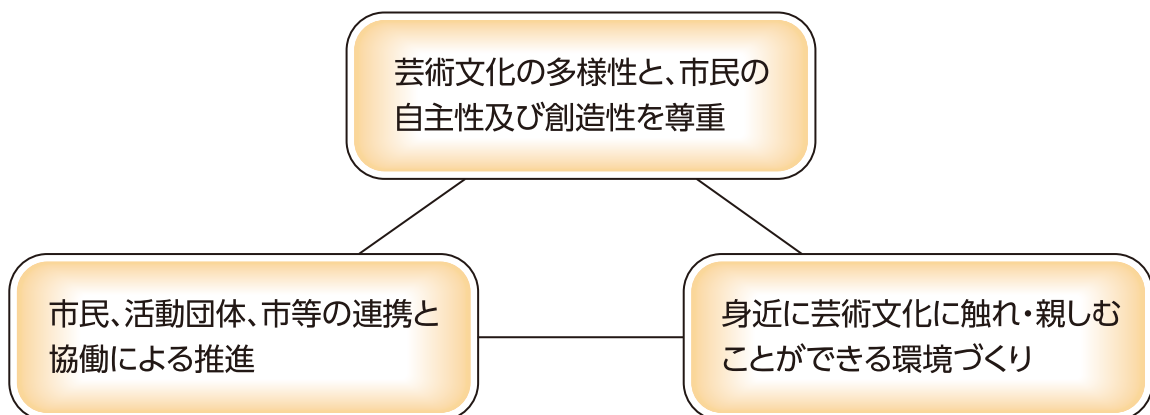 芸術文化の多様性と、市民の
自主性及び創造性を尊重
市民、活動団体、市等の連携と
協働による推進
身近に芸術文化に触れ・親しむ
ことができる環境づくり